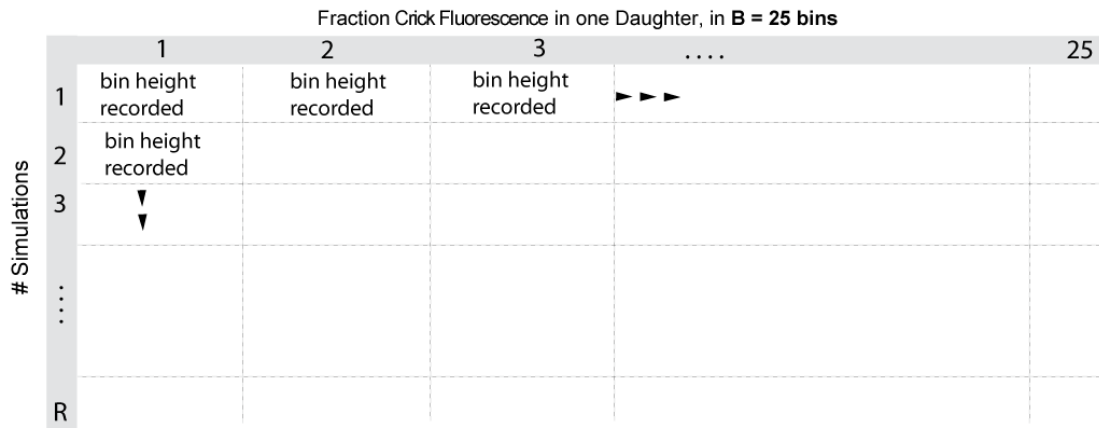 Fraction Crick Fluorescence in one Daughter, in B = 25 bins
1 2 3 .... 25
1 bin height recorded bin height recorded bin height recorded
2 bin height recorded
3
....
R
# Simulations